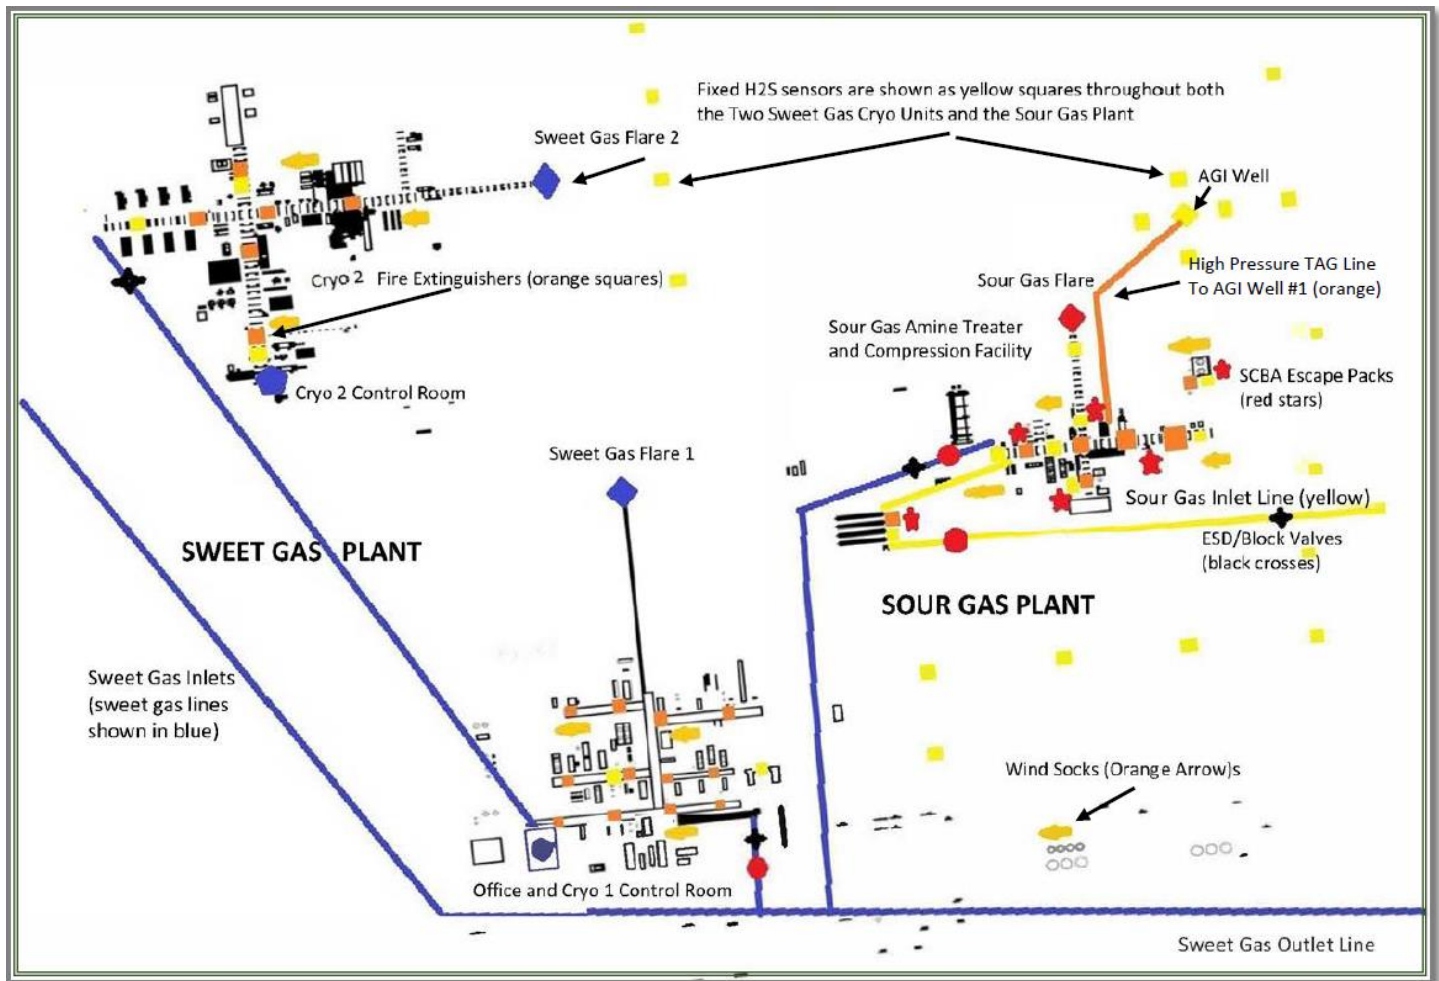 Fixed H2S sensors are shown as yellow squares throughout both
the Two Sweet Gas Cryo Units and the Sour Gas Plant
Sweet Gas Flare 2
AGI Well
Cryo 2
Fire Extinguishers (orange squares)
High Pressure TAG Line
To AGI Well #1 (orange)
Sour Gas Flare
Sour Gas Amine Treater
and Compression Facility
SCBA Escape Packs
(red stars)
Cryo 2 Control Room
Sweet Gas Flare 1
Sour Gas Inlet Line (yellow)
ESD/Block Valves
(black crosses)
SWEET GAS PLANT
SOUR GAS PLANT
Sweet Gas Inlets
(sweet gas lines
shown in blue)
Wind Socks (Orange Arrow)s
Office and Cryo 1 Control Room
Sweet Gas Outlet Line